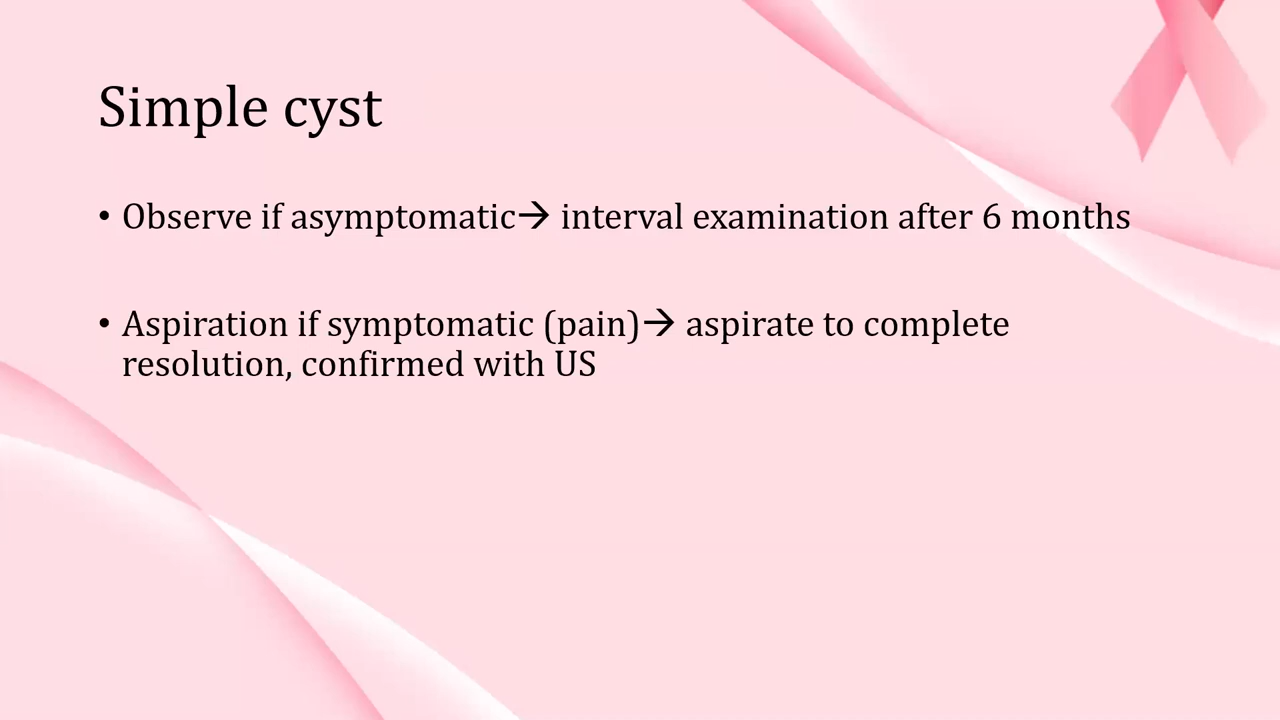 Simple cyst
• Observe if asymptomatic→ interval examination after 6 months
• Aspiration if symptomatic (pain)→ aspirate to complete
resolution, confirmed with US